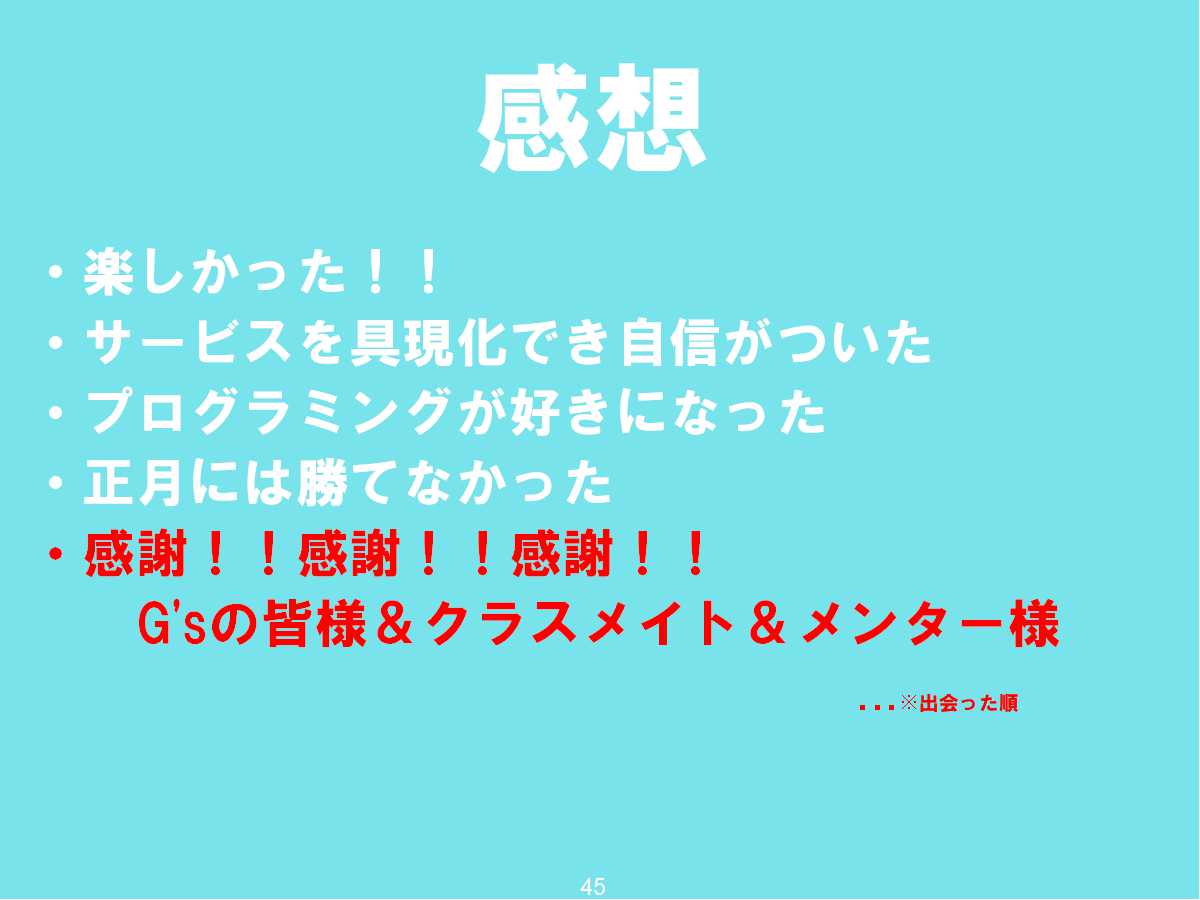 感想
・楽しかった！！
・サービスを具現化でき自信がついた
・プログラミングが好きになった
・正月には勝てなかった
・感謝！！感謝！！感謝！！
G'sの皆様＆クラスメイト＆メンター様
...※出会った順
45